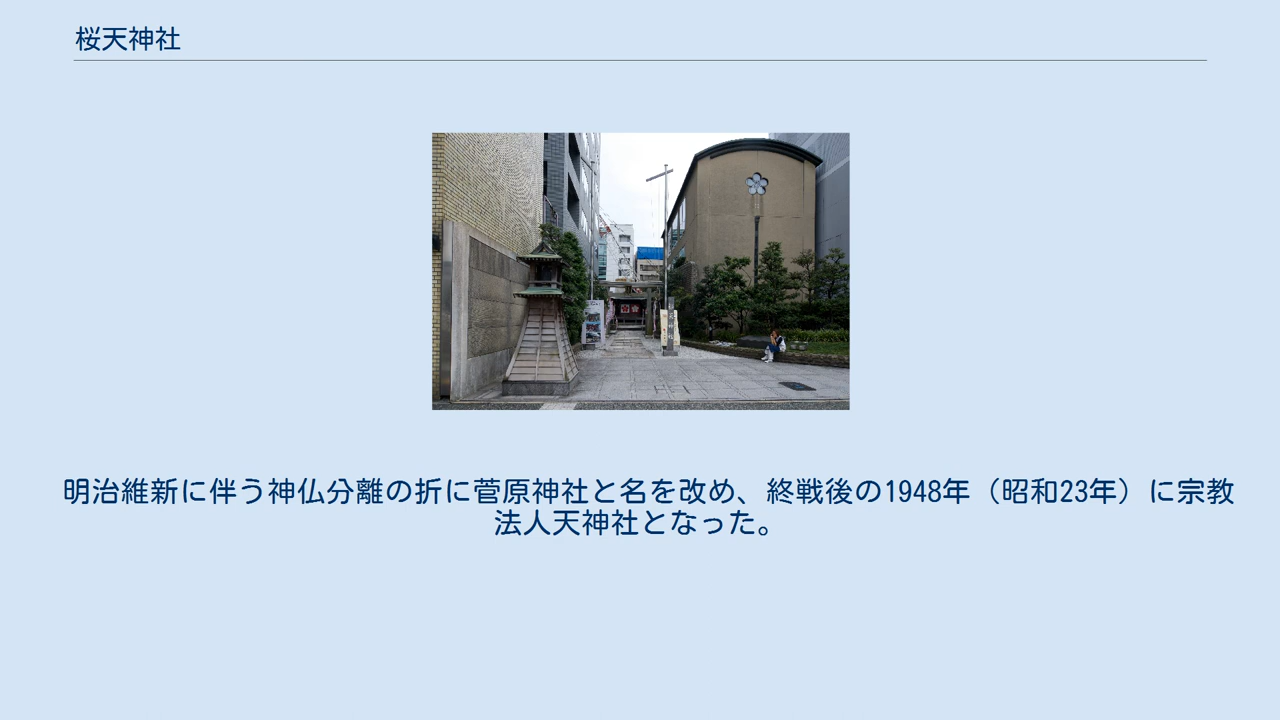 桜天神社
明治維新に伴う神仏分離の折に菅原神社と名を改め、終戦後の1948年（昭和23年）に宗教
法人天神社となった。